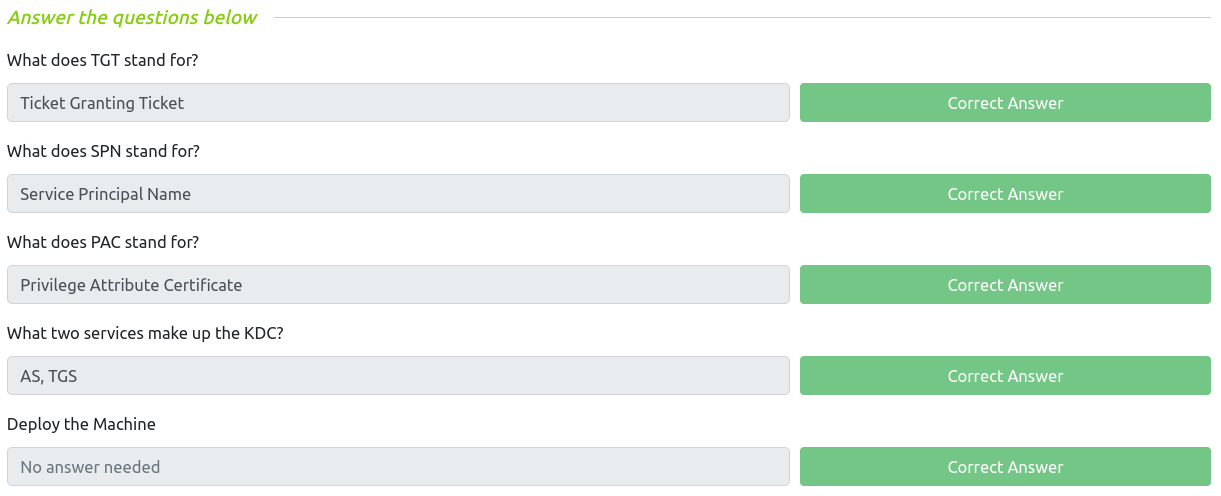 Answer the questions below
What does TGT stand for?
Ticket Granting Ticket
Correct Answer
What does SPN stand for?
Service Principal Name
Correct Answer
What does PAC stand for?
Privilege Attribute Certificate
Correct Answer
What two services make up the KDC?
AS, TGS
Correct Answer
Deploy the Machine
No answer needed
Correct Answer